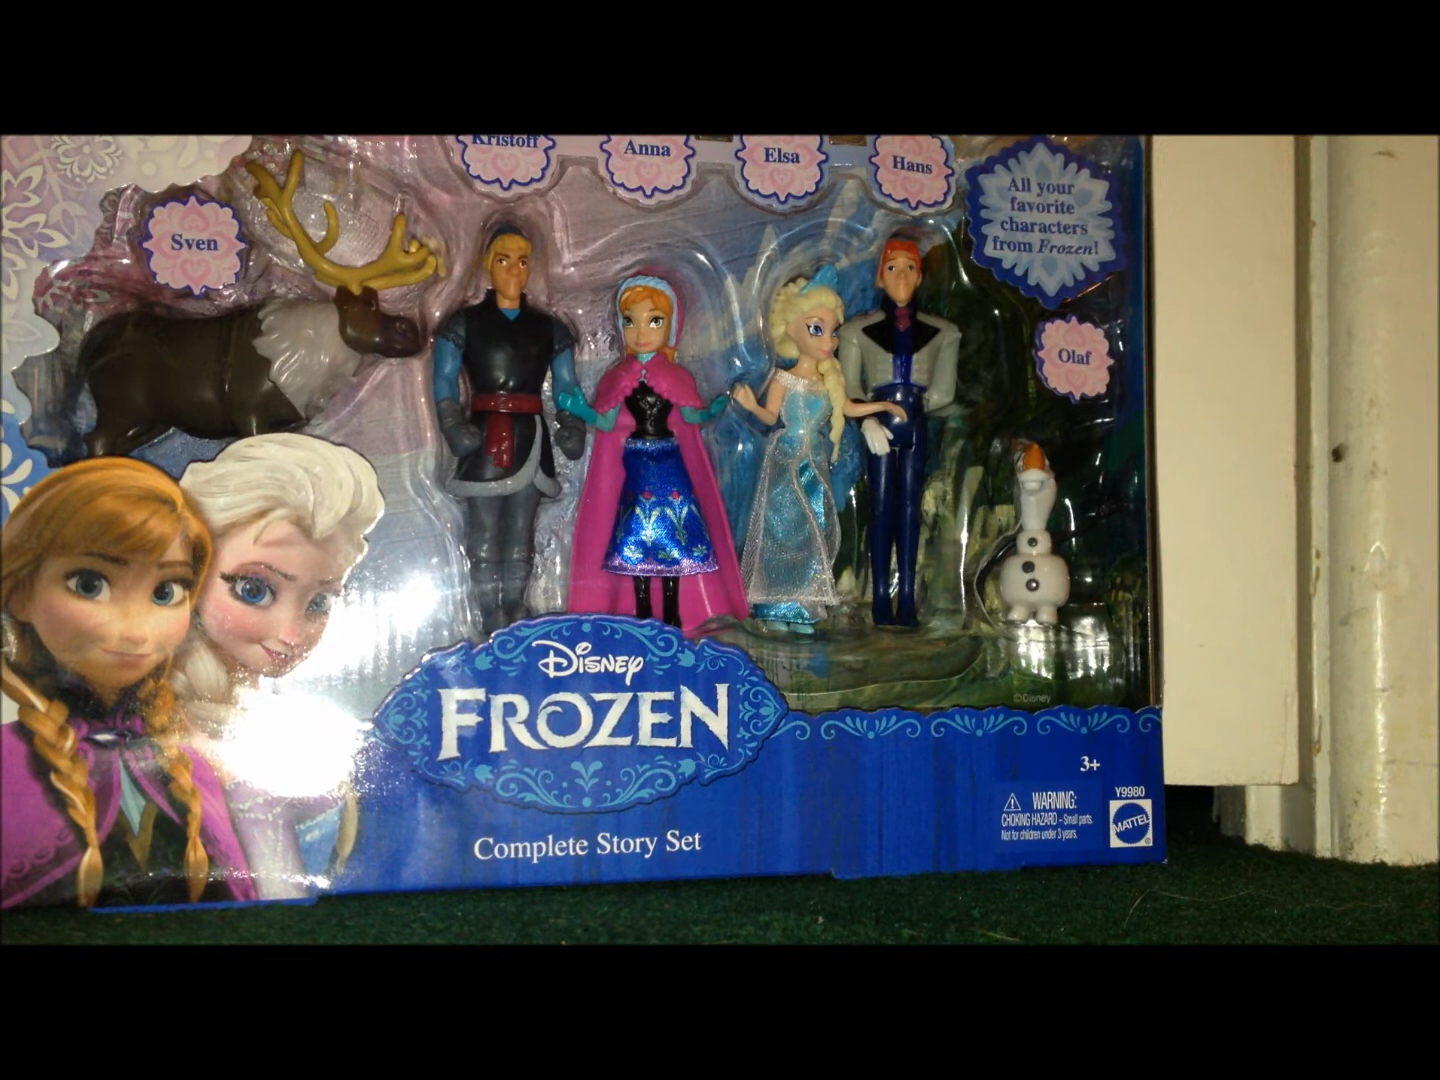 Kristoff
Anna
Elsa
Hans
All your
favorite
characters
from Frozen!
Sven
Olaf
©Disney
DISNEY
FROZEN
Complete Story Set
3+
WARNING:
CHOKING HAZARD - Small parts.
Not for children under 3 years.
Y9980
MATTEL